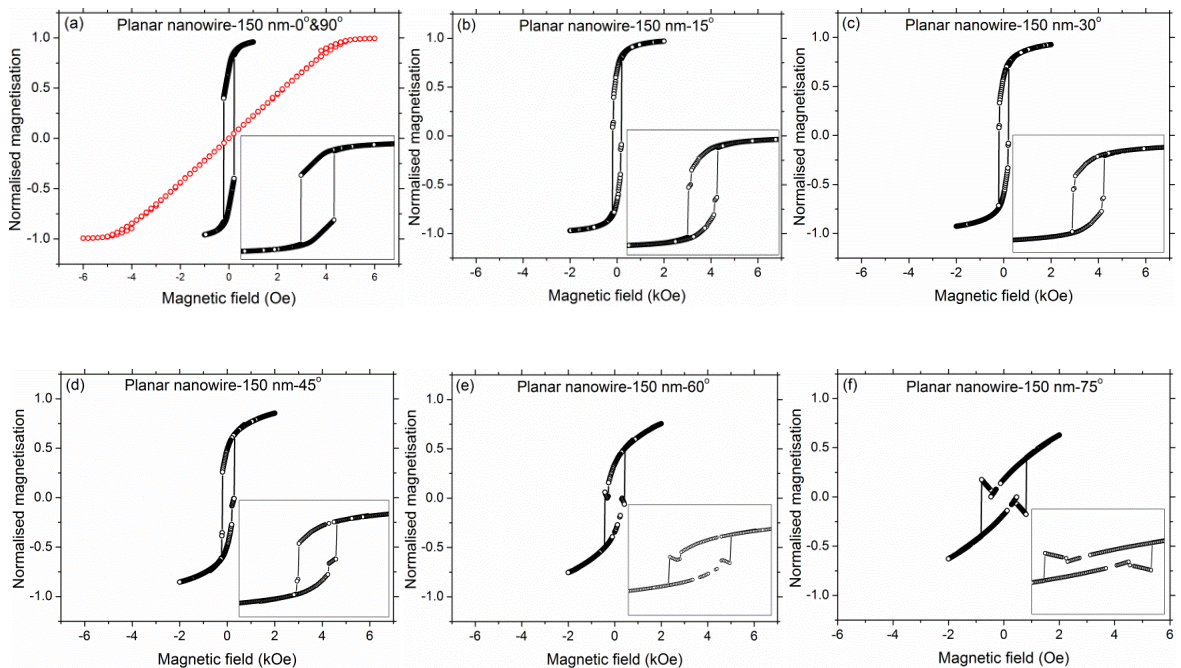 (a) Planar nanowire-150 nm-0°&90°
Normalised magnetisation
1.0
0.5
0.0
-0.5
-1.0
-6 -4 -2 0 2 4 6
Magnetic field (Oe)
(b) Planar nanowire-150 nm-15°
Normalised magnetisation
1.0
0.5
0.0
-0.5
-1.0
-6 -4 -2 0 2 4 6
Magnetic field (kOe)
(c) Planar nanowire-150 nm-30°
Normalised magnetisation
1.0
0.5
0.0
-0.5
-1.0
-6 -4 -2 0 2 4 6
Magnetic field (kOe)
(d) Planar nanowire-150 nm-45°
Normalised magnetisation
1.0
0.5
0.0
-0.5
-1.0
-6 -4 -2 0 2 4 6
Magnetic field (kOe)
(e) Planar nanowire-150 nm-60°
Normalised magnetisation
1.0
0.5
0.0
-0.5
-1.0
-6 -4 -2 0 2 4 6
Magnetic field (kOe)
(f) Planar nanowire-150 nm-75°
Normalised magnetisation
1.0
0.5
0.0
-0.5
-1.0
-6 -4 -2 0 2 4 6
Magnetic field (Oe)